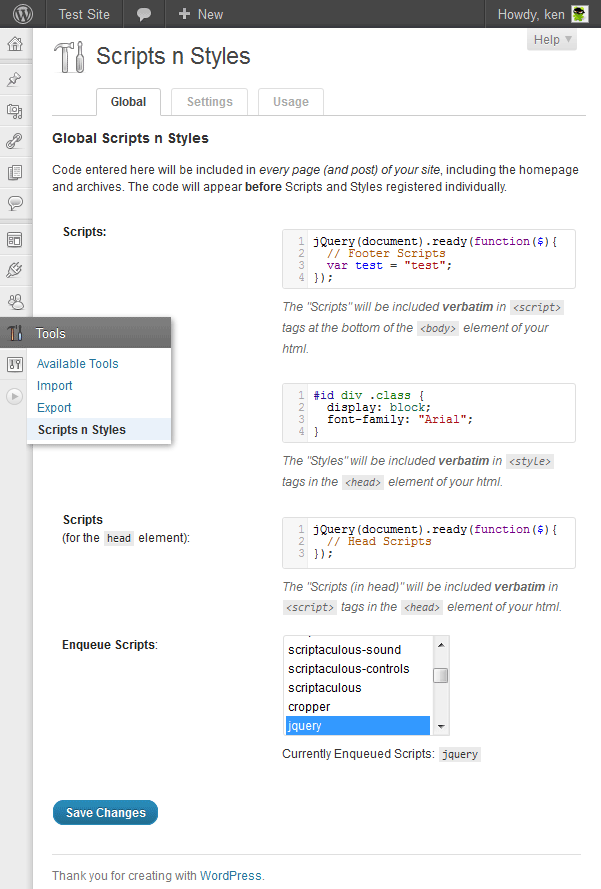 Test Site
New
Howdy, ken
Help
Scripts n Styles
Global
Settings
Usage
Global Scripts n Styles
Code entered here will be included in every page (and post) of your site, including the homepage
and archives. The code will appear before Scripts and Styles registered individually.
Scripts:
1 jQuery(document).ready(function($){
2 // Footer Scripts
3 var test = "test";
4 });
The "Scripts" will be included verbatim in <script>
tags at the bottom of the <body> element of your
html.
Tools
Available Tools
Import
Export
Scripts n Styles
1 #id div .class {
2 display: block;
3 font-family: "Arial";
4 }
The "Styles" will be included verbatim in <style>
tags in the <head> element of your html.
Scripts
(for the head element):
1 jQuery(document).ready(function($){
2 // Head Scripts
3 });
The "Scripts (in head)" will be included verbatim in
<script> tags in the <head> element of your html.
Enqueue Scripts:
scriptaculous-sound
scriptaculous-controls
scriptaculous
cropper
jquery
Currently Enqueued Scripts: jquery
Save Changes
Thank you for creating with WordPress.